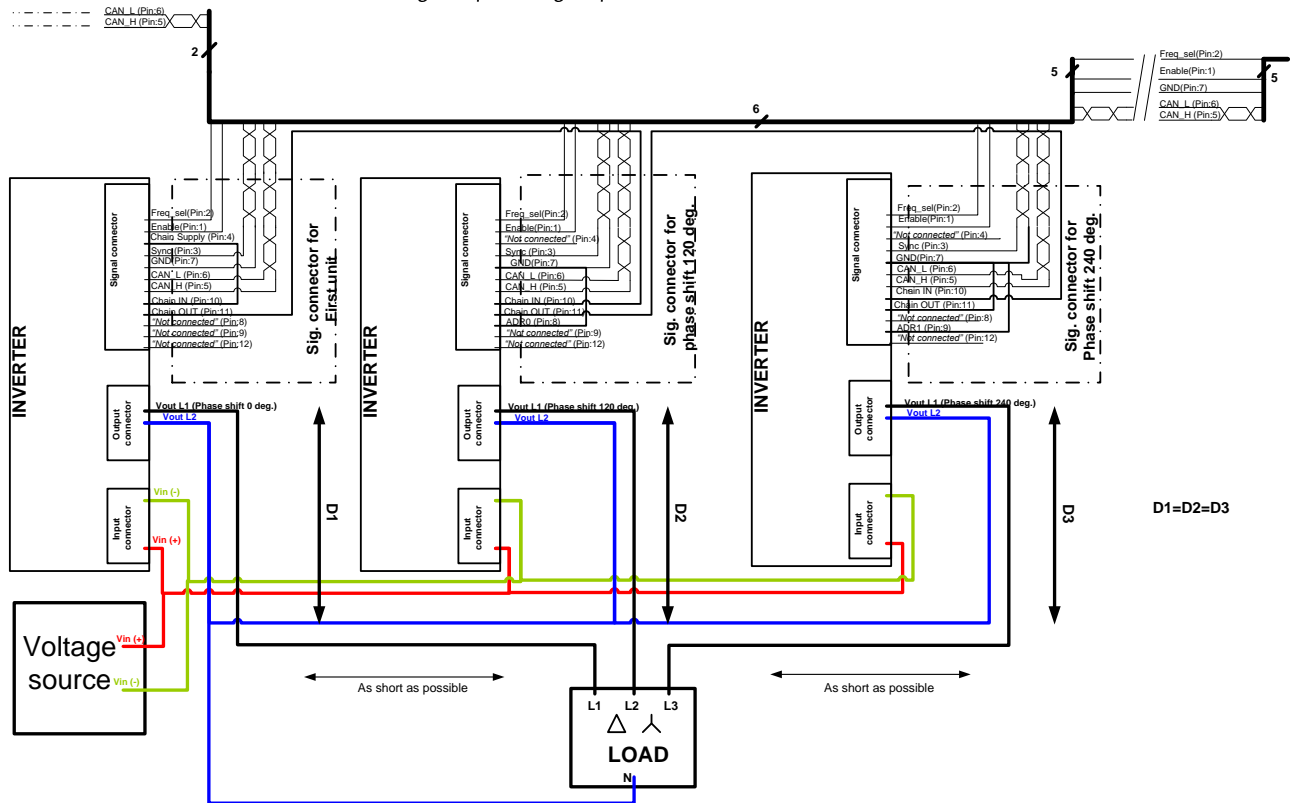 CAN_L (Pin:6)
CAN_H (Pin:5)
2
6
5
Freq_sel(Pin:2)
Enable(Pin:1)
GND(Pin:7)
CAN_L (Pin:6)
CAN_H (Pin:5)
5
INVERTER
Signal connector
Freq_sel(Pin:2)
Enable(Pin:1)
Chain Supply (Pin:4)
Sync(Pin:3)
GND(Pin:7)
CAN_L (Pin:6)
CAN_H (Pin:5)
Chain IN (Pin:10)
Chain OUT (Pin:11)
"Not connected" (Pin:8)
"Not connected" (Pin:9)
"Not connected" (Pin:12)
Sig. connector for
First unit
Output
connector
Vout L1 (Phase shift 0 deg.)
Vout L2
Input
connector
Vin (-)
Vin (+)
D1
INVERTER
Signal connector
Freq_sel(Pin:2)
Enable(Pin:1)
"Not connected" (Pin:4)
Sync(Pin:3)
GND(Pin:7)
CAN_L (Pin:6)
CAN_H (Pin:5)
Chain IN (Pin:10)
Chain OUT (Pin:11)
ADR0(Pin:8)
"Not connected" (Pin:9)
"Not connected" (Pin:12)
Sig. connector for
phase shift 120 deg.
Output
connector
Vout L1 (Phase shift 120 deg.)
Vout L2
Input
connector
D2
INVERTER
Signal connector
Freq_sel(Pin:2)
Enable(Pin:1)
"Not connected" (Pin:4)
Sync(Pin:3)
GND(Pin:7)
CAN_L (Pin:6)
CAN_H (Pin:5)
Chain IN (Pin:10)
Chain OUT (Pin:11)
"Not connected" (Pin:8)
ADR1(Pin:9)
"Not connected" (Pin:12)
Sig. connector for
Phase shift 240 deg.
Output
connector
Vout L1 (Phase shift 240 deg.)
Vout L2
Input
connector
D3
D1=D2=D3
Voltage
source
Vin (+)
Vin (-)
As short as possible
As short as possible
L1 L2 L3
LOAD
N